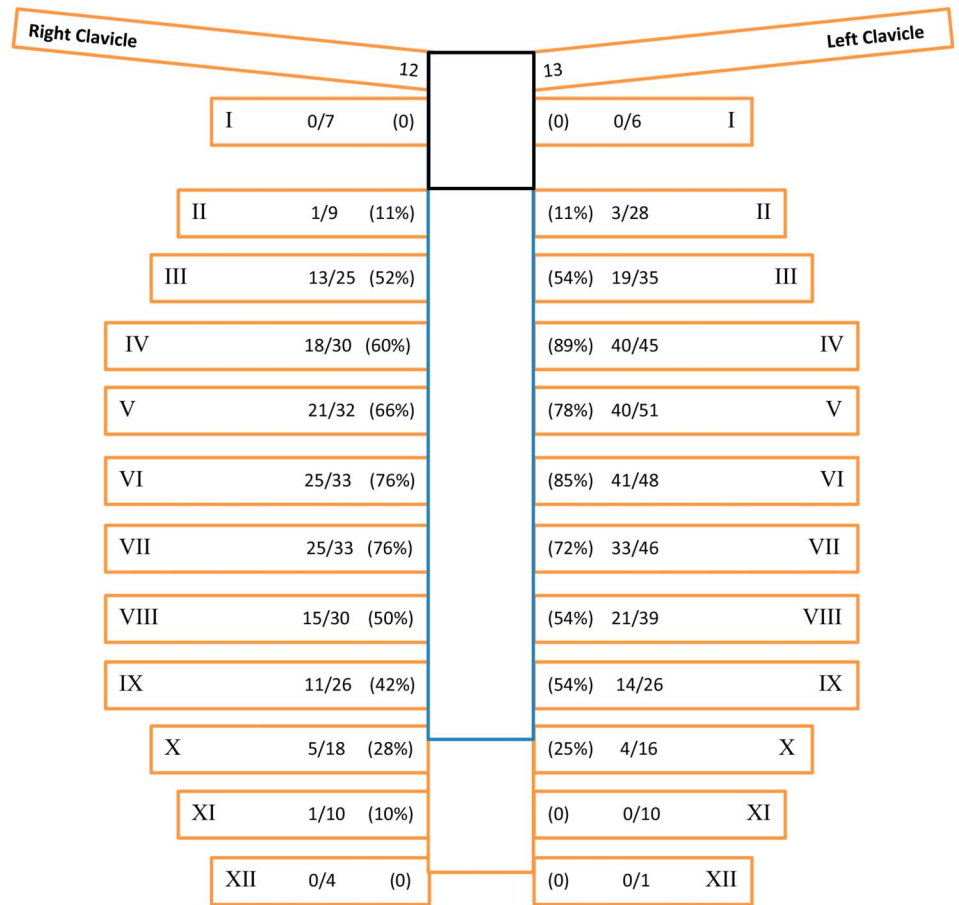 Right Clavicle 12 13 Left Clavicle
I 0/7 (0) (0) 0/6 I
II 1/9 (11%) (11%) 3/28 II
III 13/25 (52%) (54%) 19/35 III
IV 18/30 (60%) (89%) 40/45 IV
V 21/32 (66%) (78%) 40/51 V
VI 25/33 (76%) (85%) 41/48 VI
VII 25/33 (76%) (72%) 33/46 VII
VIII 15/30 (50%) (54%) 21/39 VIII
IX 11/26 (42%) (54%) 14/26 IX
X 5/18 (28%) (25%) 4/16 X
XI 1/10 (10%) (0) 0/10 XI
XII 0/4 (0) (0) 0/1 XII